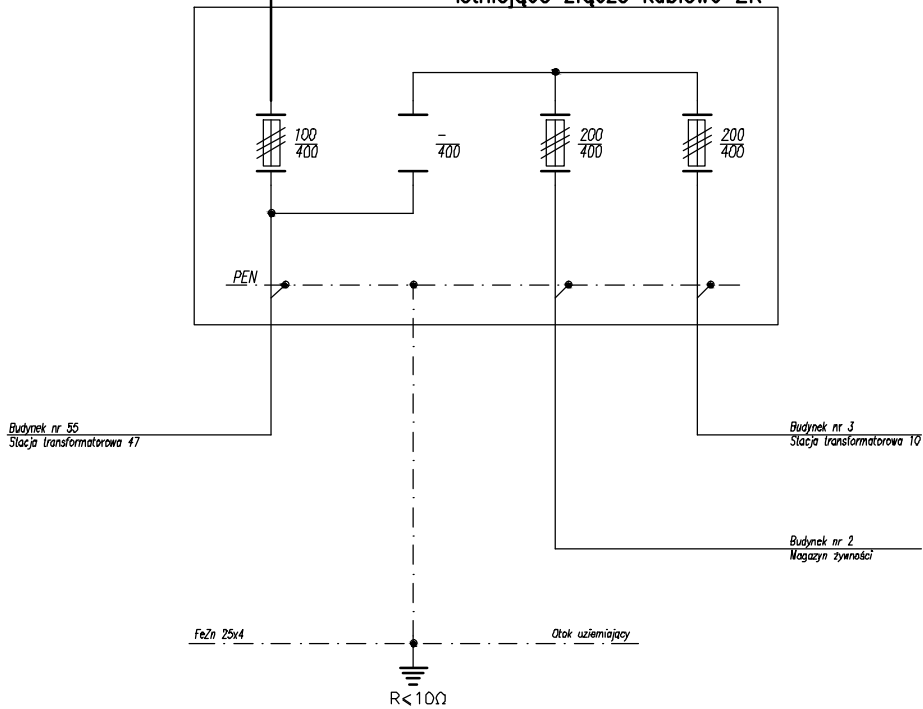 Istniejące złącze kablowe ZK
100
400
-
400
200
400
200
400
PEN
Budynek nr 55
Stacja transformatorowa 47
Budynek nr 3
Stacja transformatorowa 10
Budynek nr 2
Magazyn żywności
FeZn 25x4
Otok uziemiający
R<10Ω